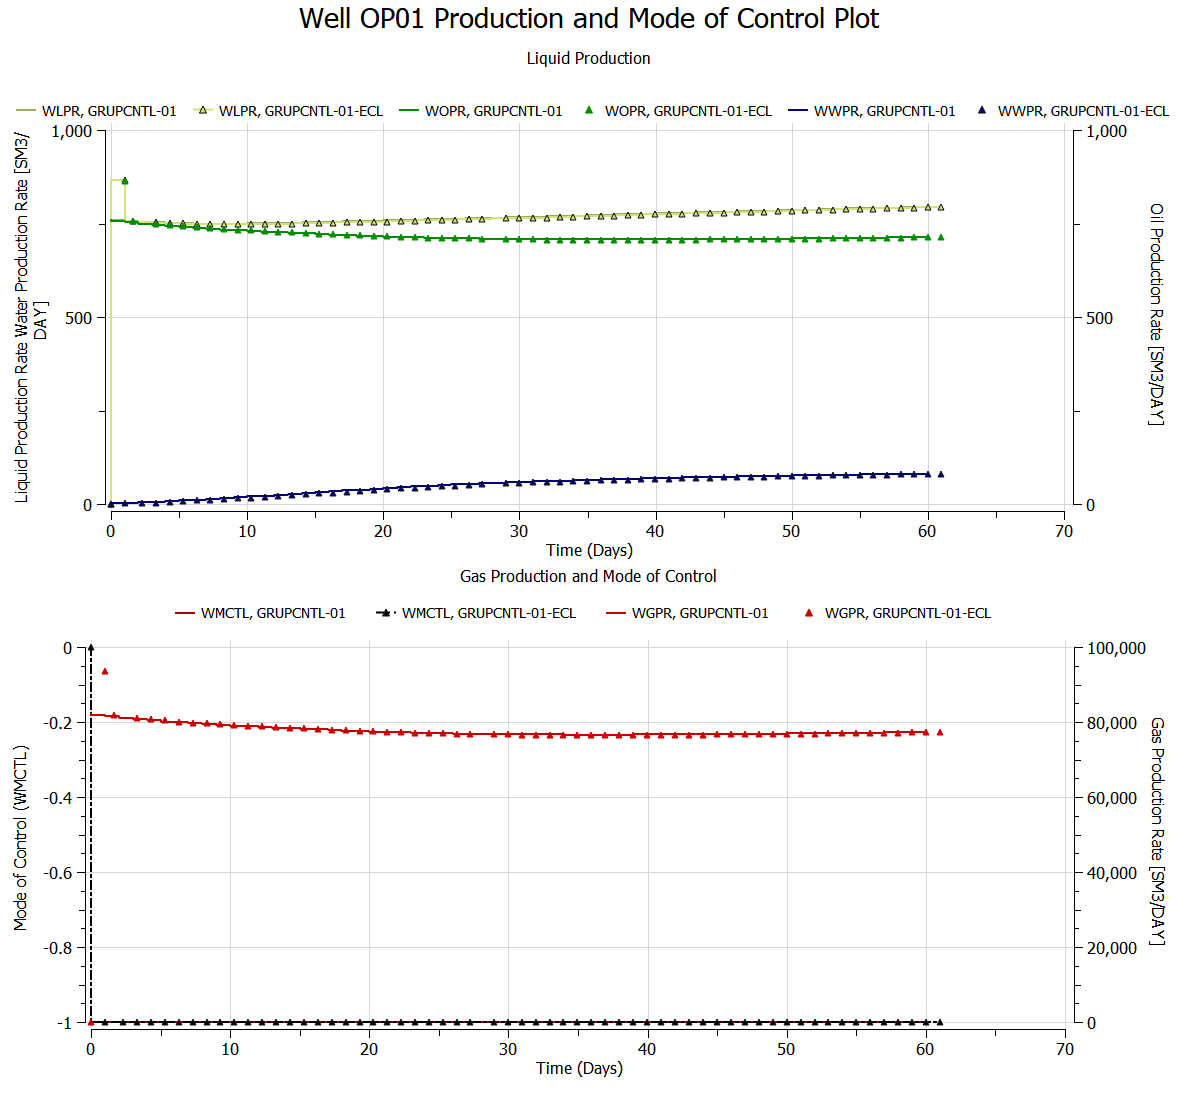 Well OP01 Production and Mode of Control Plot
Liquid Production
WLPR, GRUPCNTL-01
WLPR, GRUPCNTL-01-ECL
WOPR, GRUPCNTL-01
WOPR, GRUPCNTL-01-ECL
WWPR, GRUPCNTL-01
WWPR, GRUPCNTL-01-ECL
Liquid Production Rate Water Production Rate [SM3/
DAY]
1,000
500
0
1,000
500
0
Oil Production Rate [SM3/DAY]
0
10
20
30
40
50
60
70
Time (Days)
Gas Production and Mode of Control
WMCTL, GRUPCNTL-01
WMCTL, GRUPCNTL-01-ECL
WGPR, GRUPCNTL-01
WGPR, GRUPCNTL-01-ECL
Mode of Control (WMCTL)
0
-0.2
-0.4
-0.6
-0.8
-1
100,000
80,000
60,000
40,000
20,000
0
Gas Production Rate [SM3/DAY]
0
10
20
30
40
50
60
70
Time (Days)